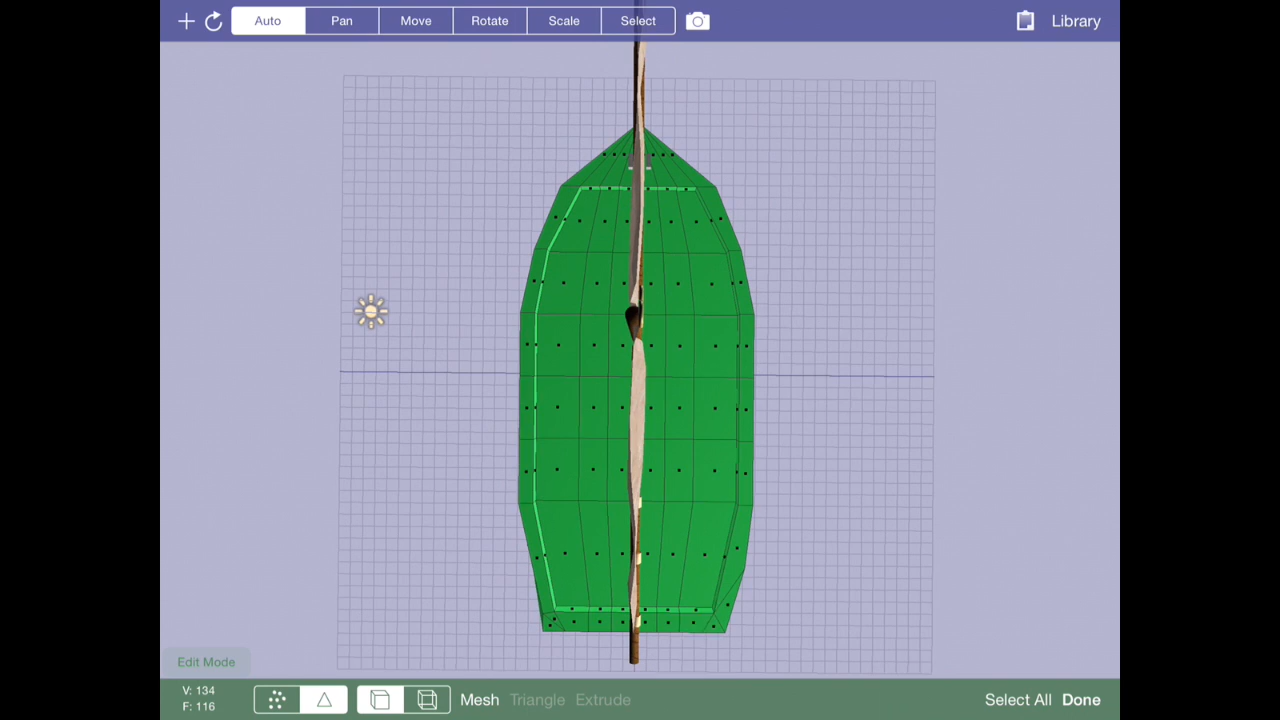 Auto Pan Move Rotate Scale Select Library
Edit Mode
V: 134
F: 116
Mesh Triangle Extrude Select All Done